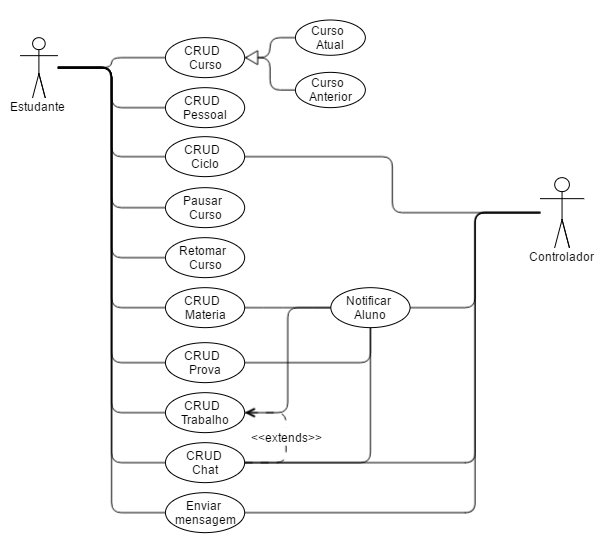 Estudante
CRUD
Curso
Curso
Atual
Curso
Anterior
CRUD
Pessoal
CRUD
Ciclo
Pausar
Curso
Retomar
Curso
Controlador
CRUD
Materia
Notificar
Aluno
CRUD
Prova
CRUD
Trabalho
<<extends>>
CRUD
Chat
Enviar
mensagem